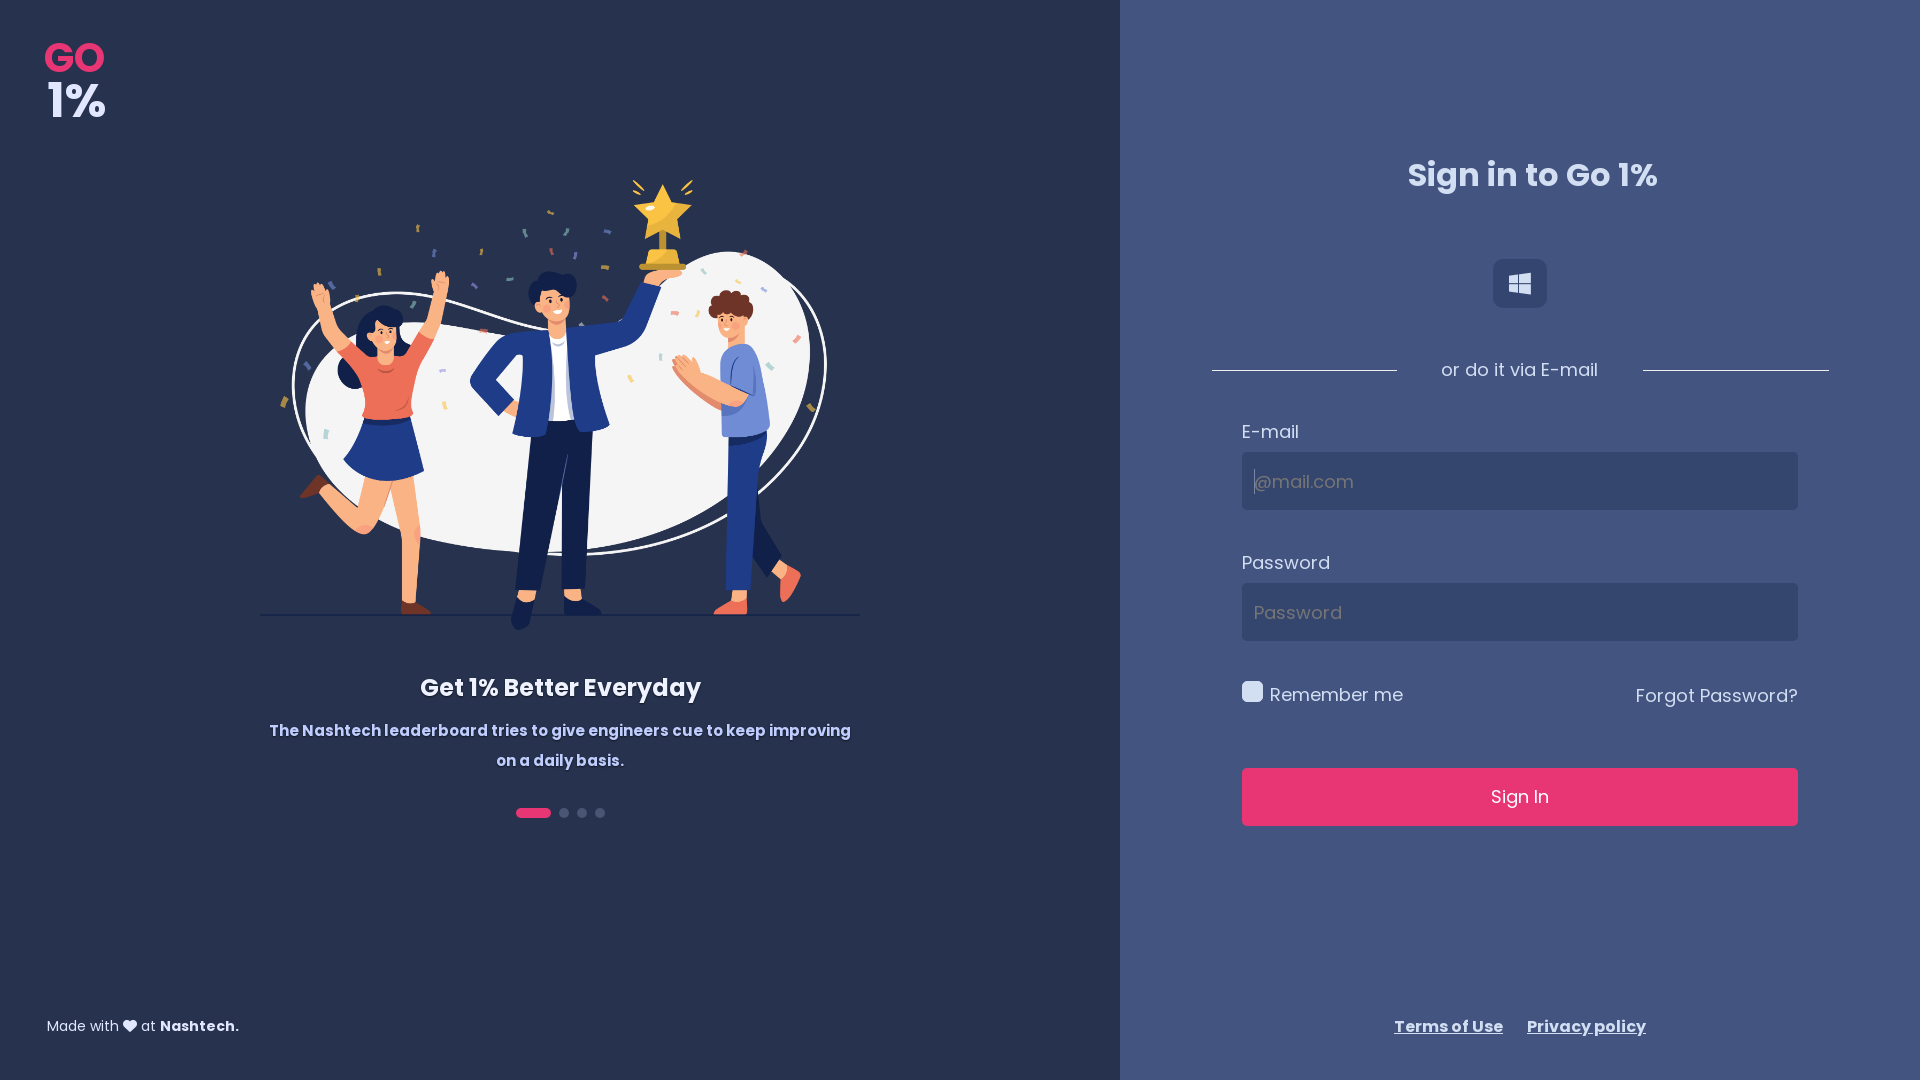 GO
1%
Get 1% Better Everyday
The Nashtech leaderboard tries to give engineers cue to keep improving
on a daily basis.
Made with at Nashtech.
Sign in to Go 1%
or do it via E-mail
E-mail
@mail.com
Password
Password
Remember me
Forgot Password?
Sign In
Terms of Use
Privacy policy